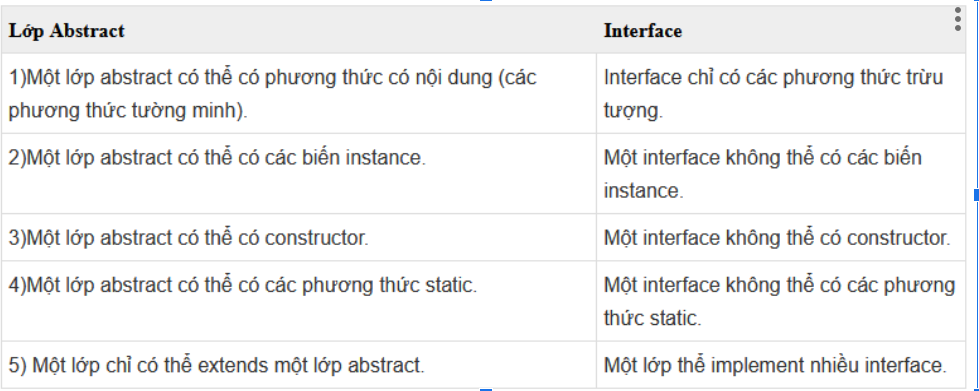 Lớp Abstract
Interface
1)Một lớp abstract có thể có phương thức có nội dung (các
phương thức tường minh).
Interface chỉ có các phương thức trừu
tượng.
2)Một lớp abstract có thể có các biến instance.
Một interface không thể có các biến
instance.
3)Một lớp abstract có thể có constructor.
Một interface không thể có constructor.
4)Một lớp abstract có thể có các phương thức static.
Một interface không thể có các phương
thức static.
5) Một lớp chỉ có thể extends một lớp abstract.
Một lớp thể implement nhiều interface.